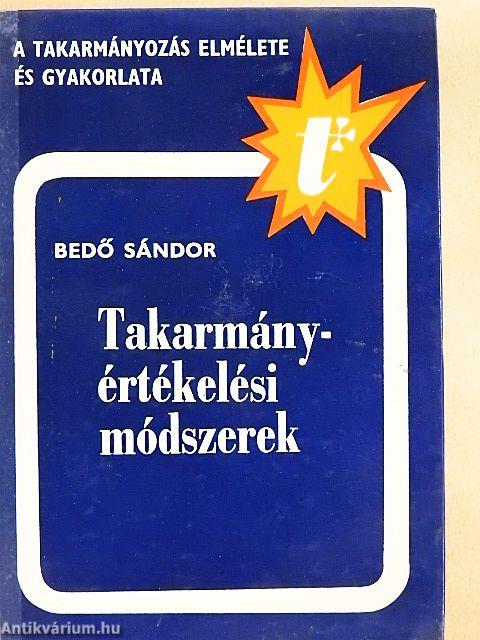 A TAKARMÁNYOZÁS ELMÉLETE
ÉS GYAKORLATA
t
BEDŐ SÁNDOR
Takarmány-
értékelési
módszerek
Antikvárium.hu